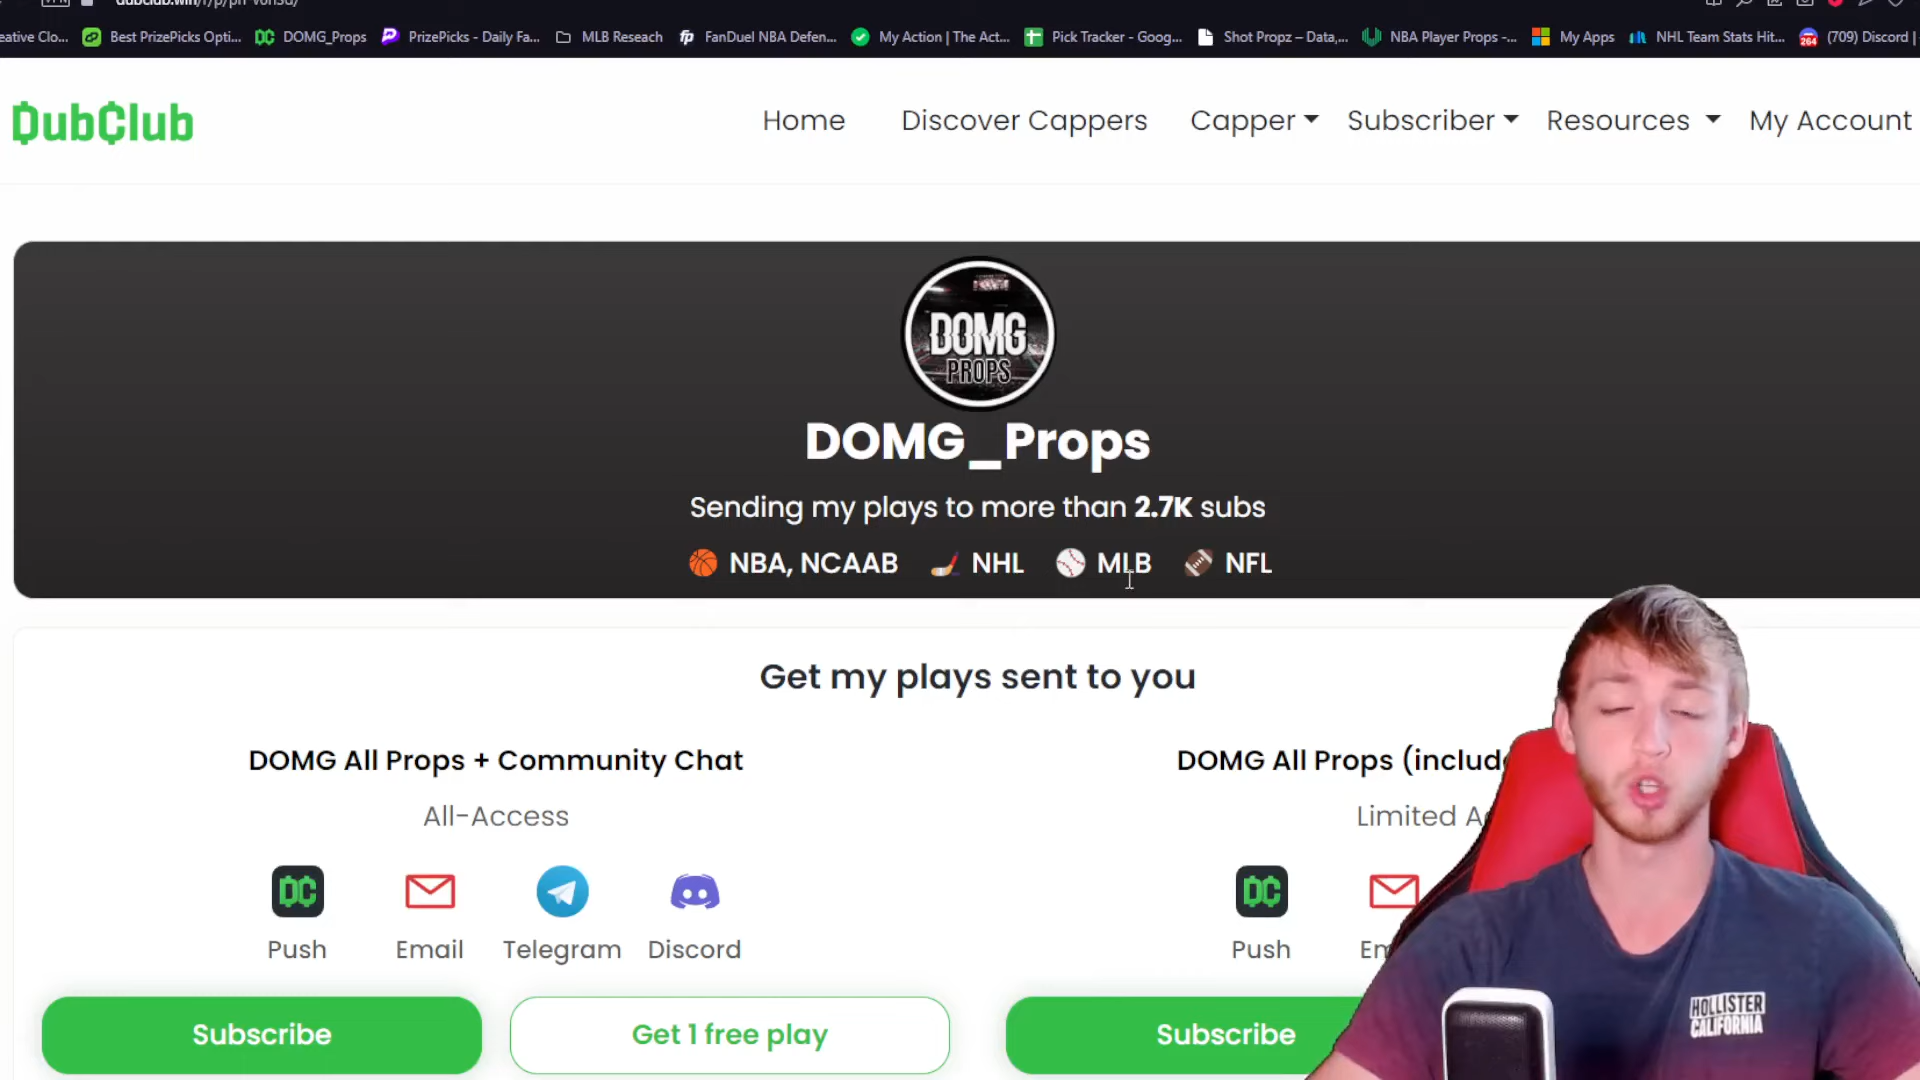 eative Clo... Best PrizePicks Opti... DOMG_Props PrizePicks - Daily Fa... MLB Reseach FanDuel NBA Defen... My Action | The Act... Pick Tracker - Goog... Shot Propz – Data,... NBA Player Props -... My Apps NHL Team Stats Hit... (709) Discord |
DubClub
Home Discover Cappers Capper Subscriber Resources My Account
DOMG
PROPS
DOMG_Props
Sending my plays to more than 2.7K subs
NBA, NCAAB NHL MLB NFL
Get my plays sent to you
DOMG All Props + Community Chat
All-Access
Push Email Telegram Discord
Subscribe Get 1 free play
DOMG All Props (include
Limited A
Push Em
Subscribe
HOLLISTER
CALIFORNIA